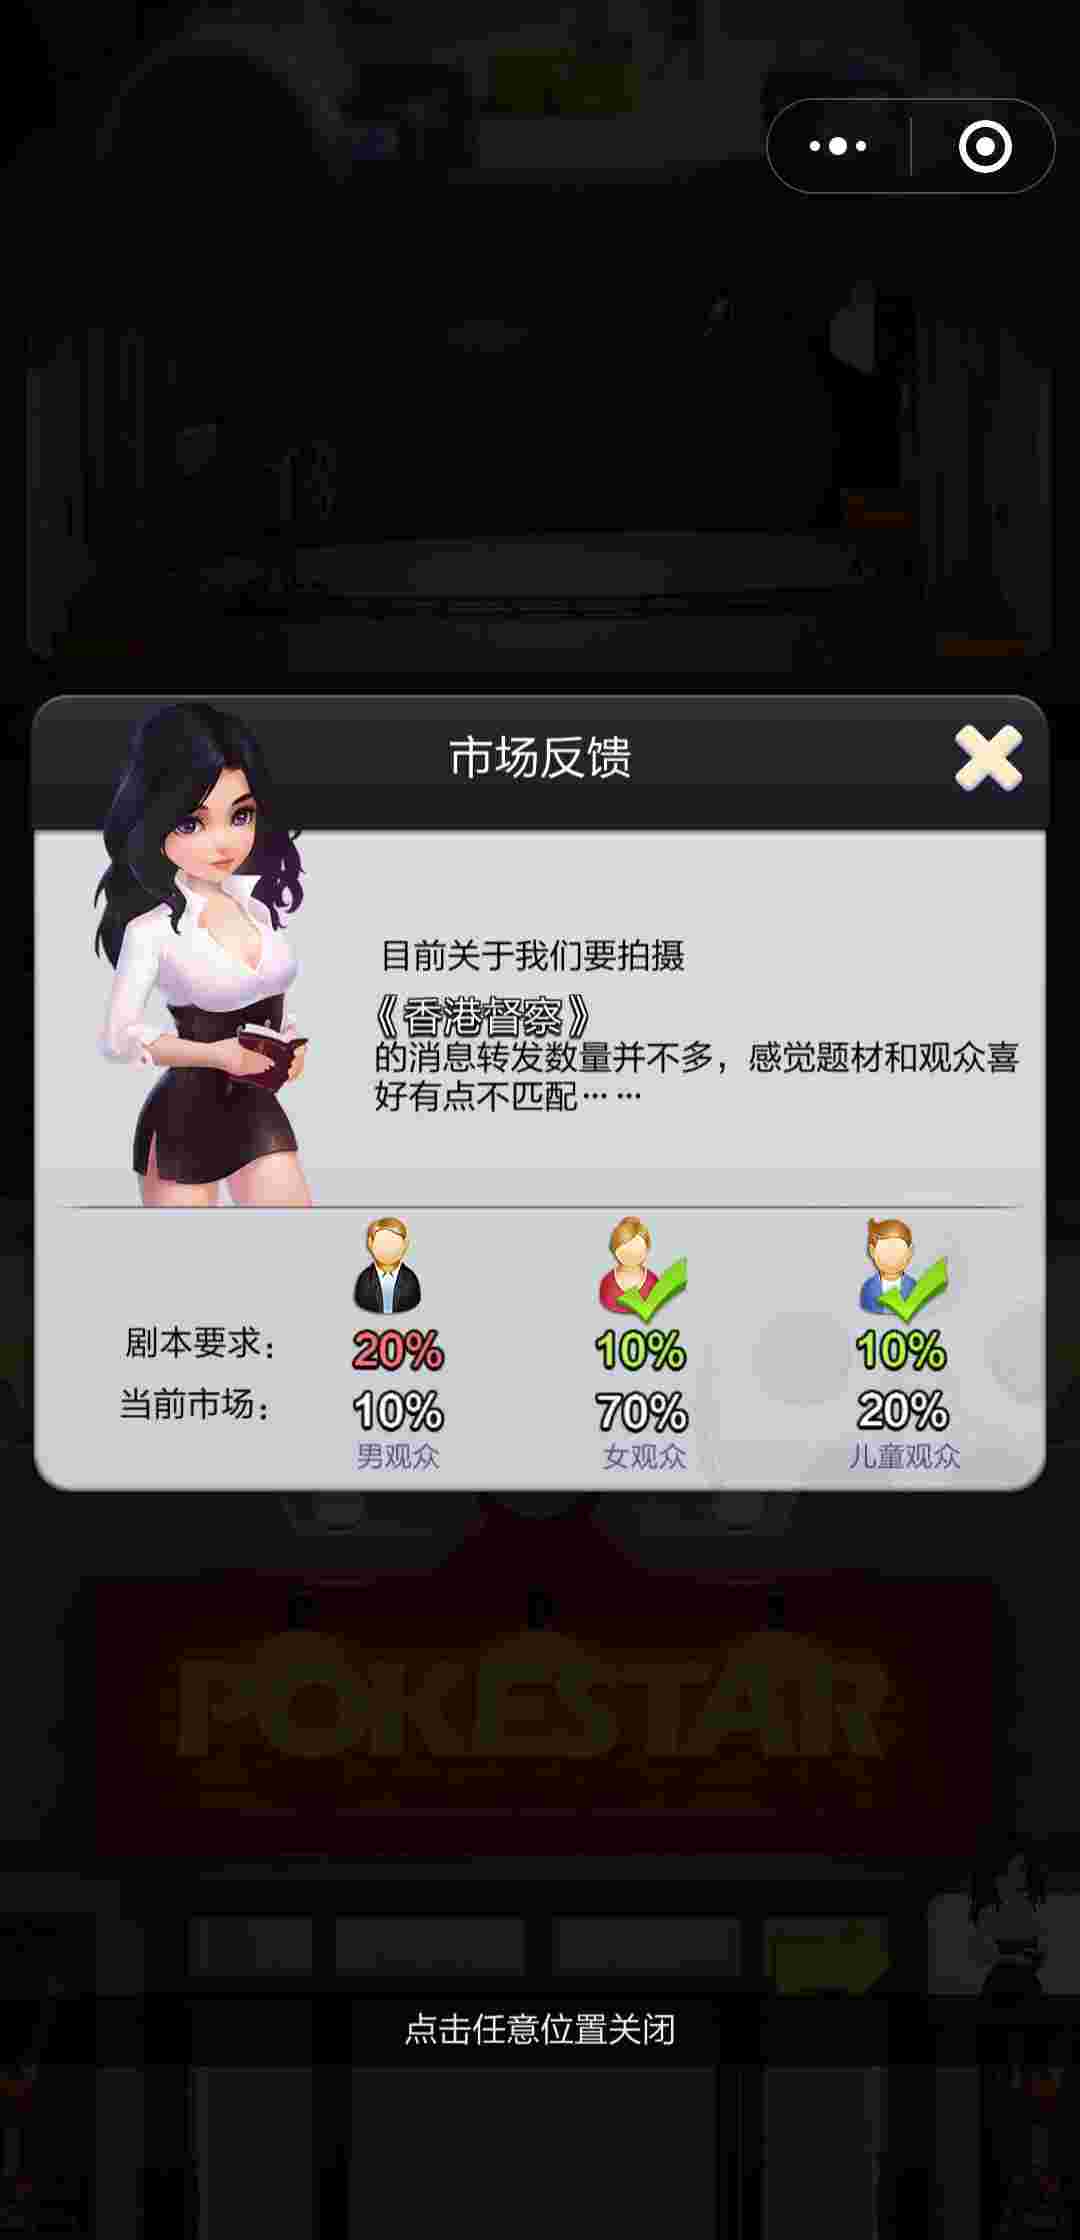 市场反馈
目前关于我们要拍摄
《香港督察》
的消息转发数量并不多，感觉题材和观众喜
好有点不匹配……
剧本要求： 20% 10% 10%
当前市场： 10% 70% 20%
男观众 女观众 儿童观众
POKESTAR
点击任意位置关闭